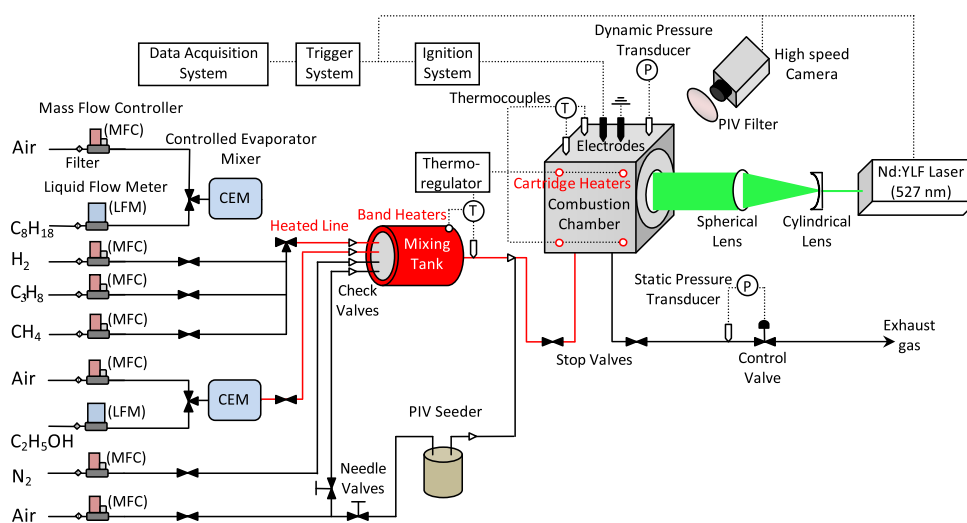 Data Acquisition
System
Trigger
System
Ignition
System
Dynamic Pressure
Transducer
P
High speed
Camera
PIV Filter
Mass Flow Controller
(MFC)
Air
Filter
Controlled Evaporator
Mixer
CEM
Liquid Flow Meter
(LFM)
C₈H₁₈
Thermocouples
T
Electrodes
Thermo-
regulator
T
Cartridge Heaters
Combustion
Chamber
Nd:YLF Laser
(527 nm)
Spherical
Lens
Cylindrical
Lens
Heated Line
Band Heaters
Mixing
Tank
Check
Valves
H₂
(MFC)
C₃H₈
(MFC)
CH₄
(MFC)
Air
(MFC)
CEM
(LFM)
C₂H₅OH
N₂
(MFC)
Air
(MFC)
Needle
Valves
PIV Seeder
Stop Valves
Static Pressure
Transducer
P
Control
Valve
Exhaust
gas